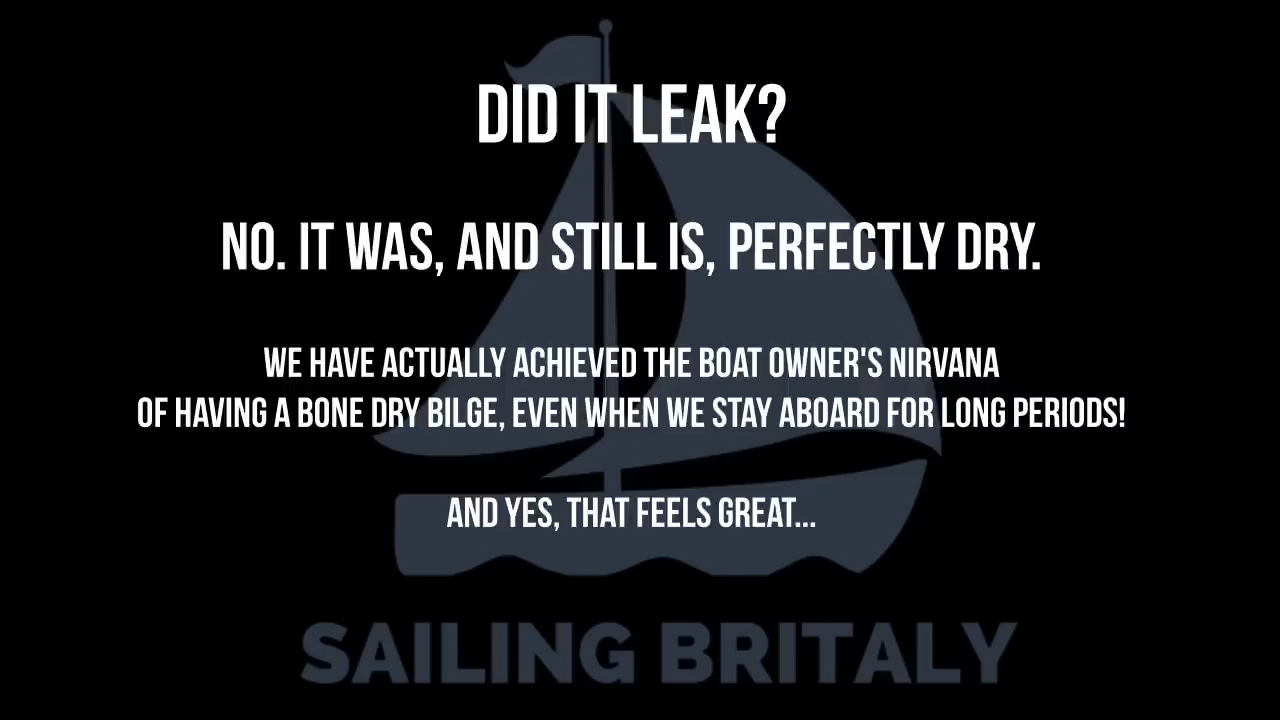 DID IT LEAK?
NO. IT WAS, AND STILL IS, PERFECTLY DRY.
WE HAVE ACTUALLY ACHIEVED THE BOAT OWNER'S NIRVANA
OF HAVING A BONE DRY BILGE, EVEN WHEN WE STAY ABOARD FOR LONG PERIODS!
AND YES, THAT FEELS GREAT...
SAILING BRITALY